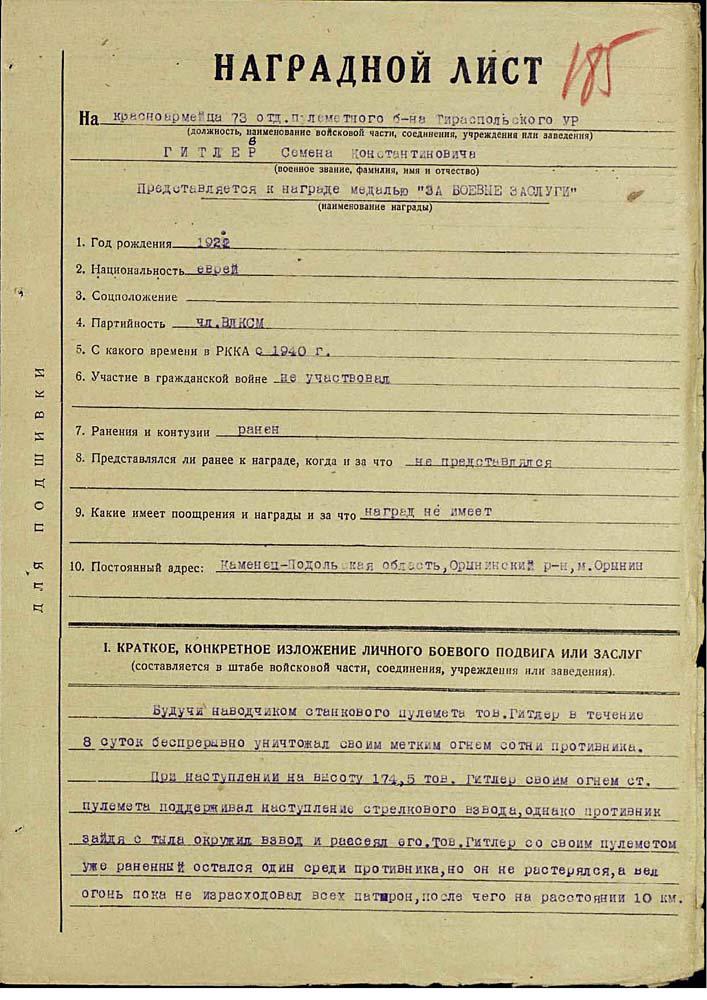 НАГРАДНОЙ ЛИСТ
185
На красноармейца 73 отд.пулеметного б-на Тираспольского УР
(должность, наименование войсковой части, соединения, учреждения или заведения)
в
ГИТЛЕР Семена Константиновича
(военное звание, фамилия, имя и отчество)
Представляется к награде медалью "ЗА БОЕВЫЕ ЗАСЛУГИ"
(наименование награды)
1. Год рождения 1922
2. Национальность еврей
3. Соцположение
4. Партийность чл.ВЛКСМ
5. С какого времени в РККА с 1940 г.
6. Участие в гражданской войне не участвовал
7. Ранения и контузии ранен
8. Представлялся ли ранее к награде, когда и за что не представлялся
9. Какие имеет поощрения и награды и за что наград не имеет
10. Постоянный адрес: Каменец-Подольская область,Орынинский р-н,м.Орынин
I. КРАТКОЕ, КОНКРЕТНОЕ ИЗЛОЖЕНИЕ ЛИЧНОГО БОЕВОГО ПОДВИГА ИЛИ ЗАСЛУГ
(составляется в штабе войсковой части, соединения, учреждения или заведения).
Будучи наводчиком станкового пулемета тов.Гитлер в течение
8 суток беспреравно уничтожал своим метким огнем сотни противника.
При наступлении на высоту 174,5 тов. Гитлер своим огнем ст.
пулемета поддерживал наступление стрелкового взвода,однако противник
зайдя с тыла окружил взвод и рассеял его.Тов.Гитлер со своим пулеметом
уже раненный остался один среди противника,но он не растерялся,а вел
огонь пока не израсходовал всех патрон,после чего на расстоянии 10 км.
ДЛЯ ПОДШИВКИ